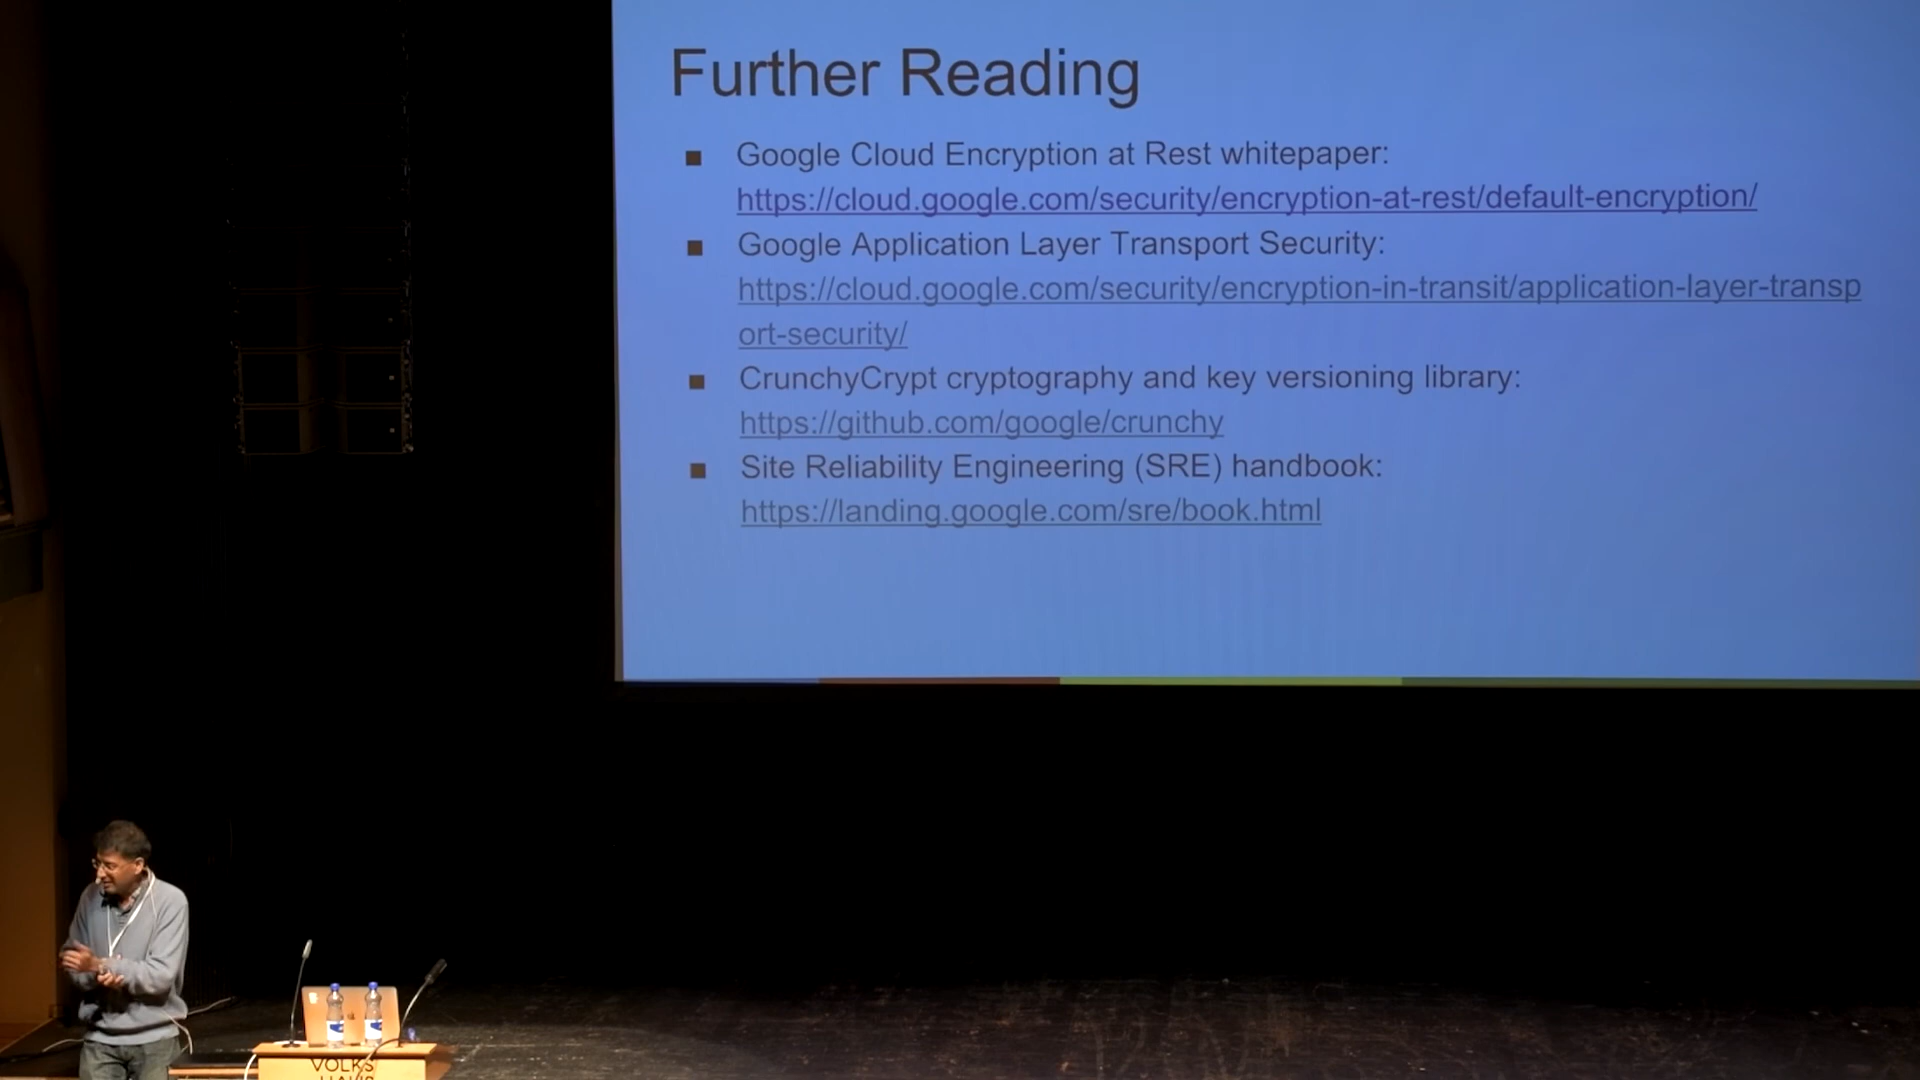 Further Reading
■ Google Cloud Encryption at Rest whitepaper:
https://cloud.google.com/security/encryption-at-rest/default-encryption/
■ Google Application Layer Transport Security:
https://cloud.google.com/security/encryption-in-transit/application-layer-transp
ort-security/
■ CrunchyCrypt cryptography and key versioning library:
https://github.com/google/crunchy
■ Site Reliability Engineering (SRE) handbook:
https://landing.google.com/sre/book.html
VOLKS
HAUS